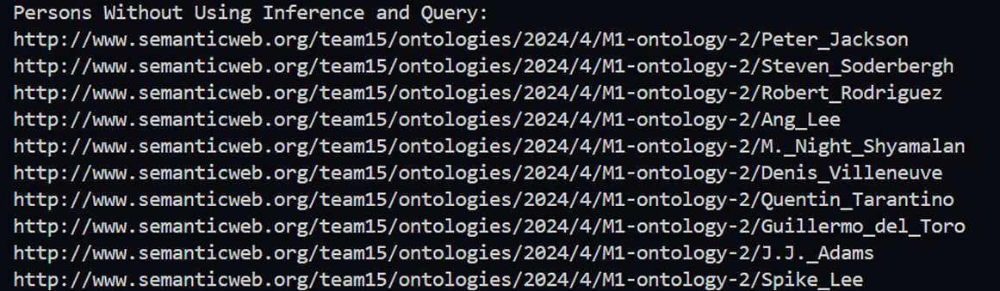 Persons Without Using Inference and Query:
http://www.semanticweb.org/team15/ontologies/2024/4/M1-ontology-2/Peter_Jackson
http://www.semanticweb.org/team15/ontologies/2024/4/M1-ontology-2/Steven_Soderbergh
http://www.semanticweb.org/team15/ontologies/2024/4/M1-ontology-2/Robert_Rodriguez
http://www.semanticweb.org/team15/ontologies/2024/4/M1-ontology-2/Ang_Lee
http://www.semanticweb.org/team15/ontologies/2024/4/M1-ontology-2/M._Night_Shyamalan
http://www.semanticweb.org/team15/ontologies/2024/4/M1-ontology-2/Denis_Villeneuve
http://www.semanticweb.org/team15/ontologies/2024/4/M1-ontology-2/Quentin_Tarantino
http://www.semanticweb.org/team15/ontologies/2024/4/M1-ontology-2/Guillermo_del_Toro
http://www.semanticweb.org/team15/ontologies/2024/4/M1-ontology-2/J.J._Adams
http://www.semanticweb.org/team15/ontologies/2024/4/M1-ontology-2/Spike_Lee